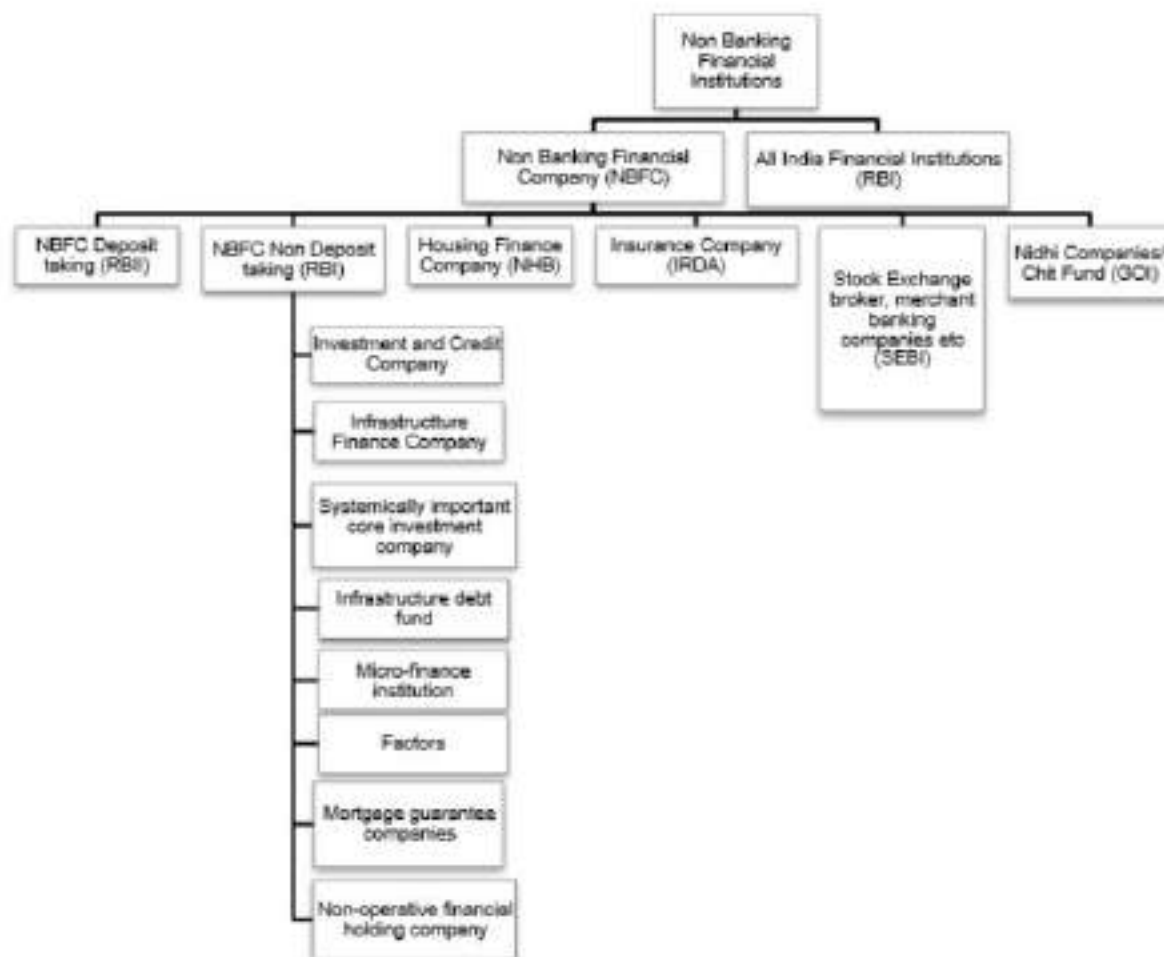 Non Banking
Financial
Institutions
Non Banking Financial
Company (NBFC)
All India Financial Institutions
(RBI)
NBFC Deposit
taking (RBI)
NBFC Non Deposit
taking (RBI)
Housing Finance
Company (NHB)
Insurance Company
(IRDA)
Stock Exchange
broker, merchant
banking
companies etc
(SEBI)
Nidhi Companies/
Chit Fund (GOI)
Investment and Credit
Company
Infrastructture
Finance Company
Systemically important
core investment
company
Infrastructure debt
fund
Micro-finance
institution
Factors
Mortgage guarantee
companies
Non-operative financial
holding company